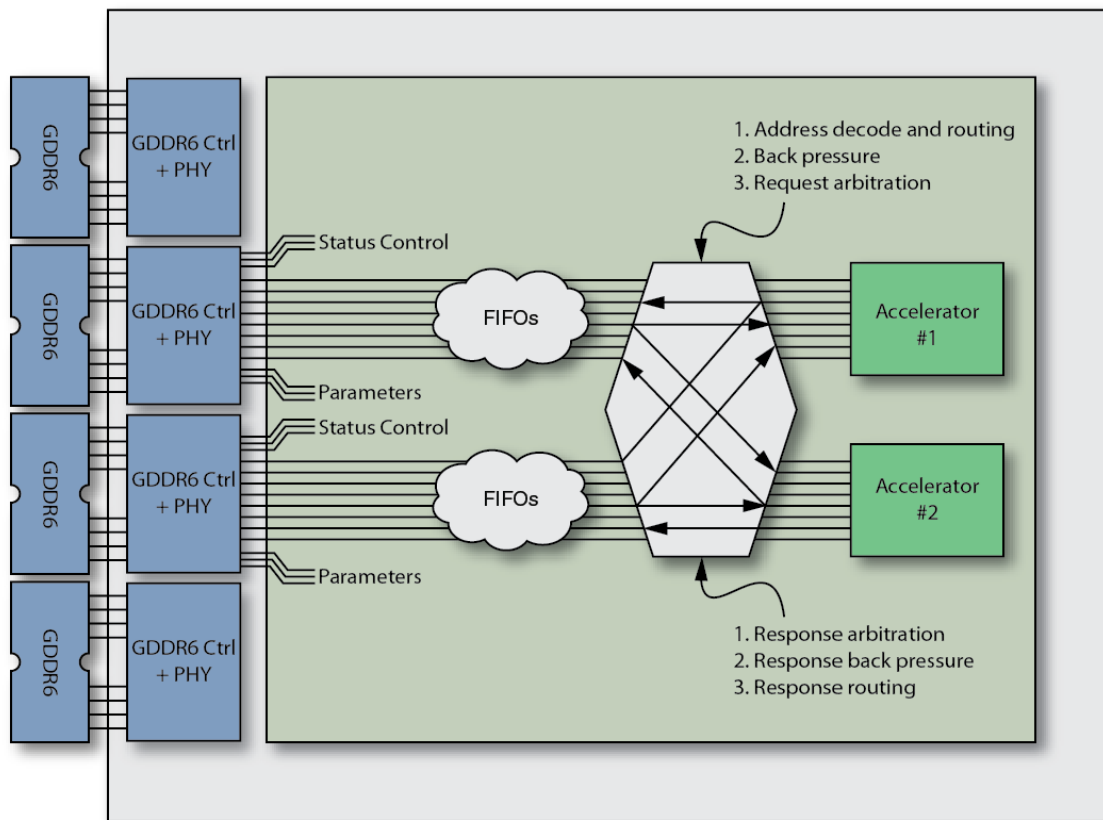 GDDR6
GDDR6 Ctrl
+ PHY
1. Address decode and routing
2. Back pressure
3. Request arbitration
GDDR6
GDDR6 Ctrl
+ PHY
Status Control
FIFOs
Accelerator
#1
Parameters
GDDR6
GDDR6 Ctrl
+ PHY
Status Control
FIFOs
Accelerator
#2
Parameters
GDDR6
GDDR6 Ctrl
+ PHY
1. Response arbitration
2. Response back pressure
3. Response routing